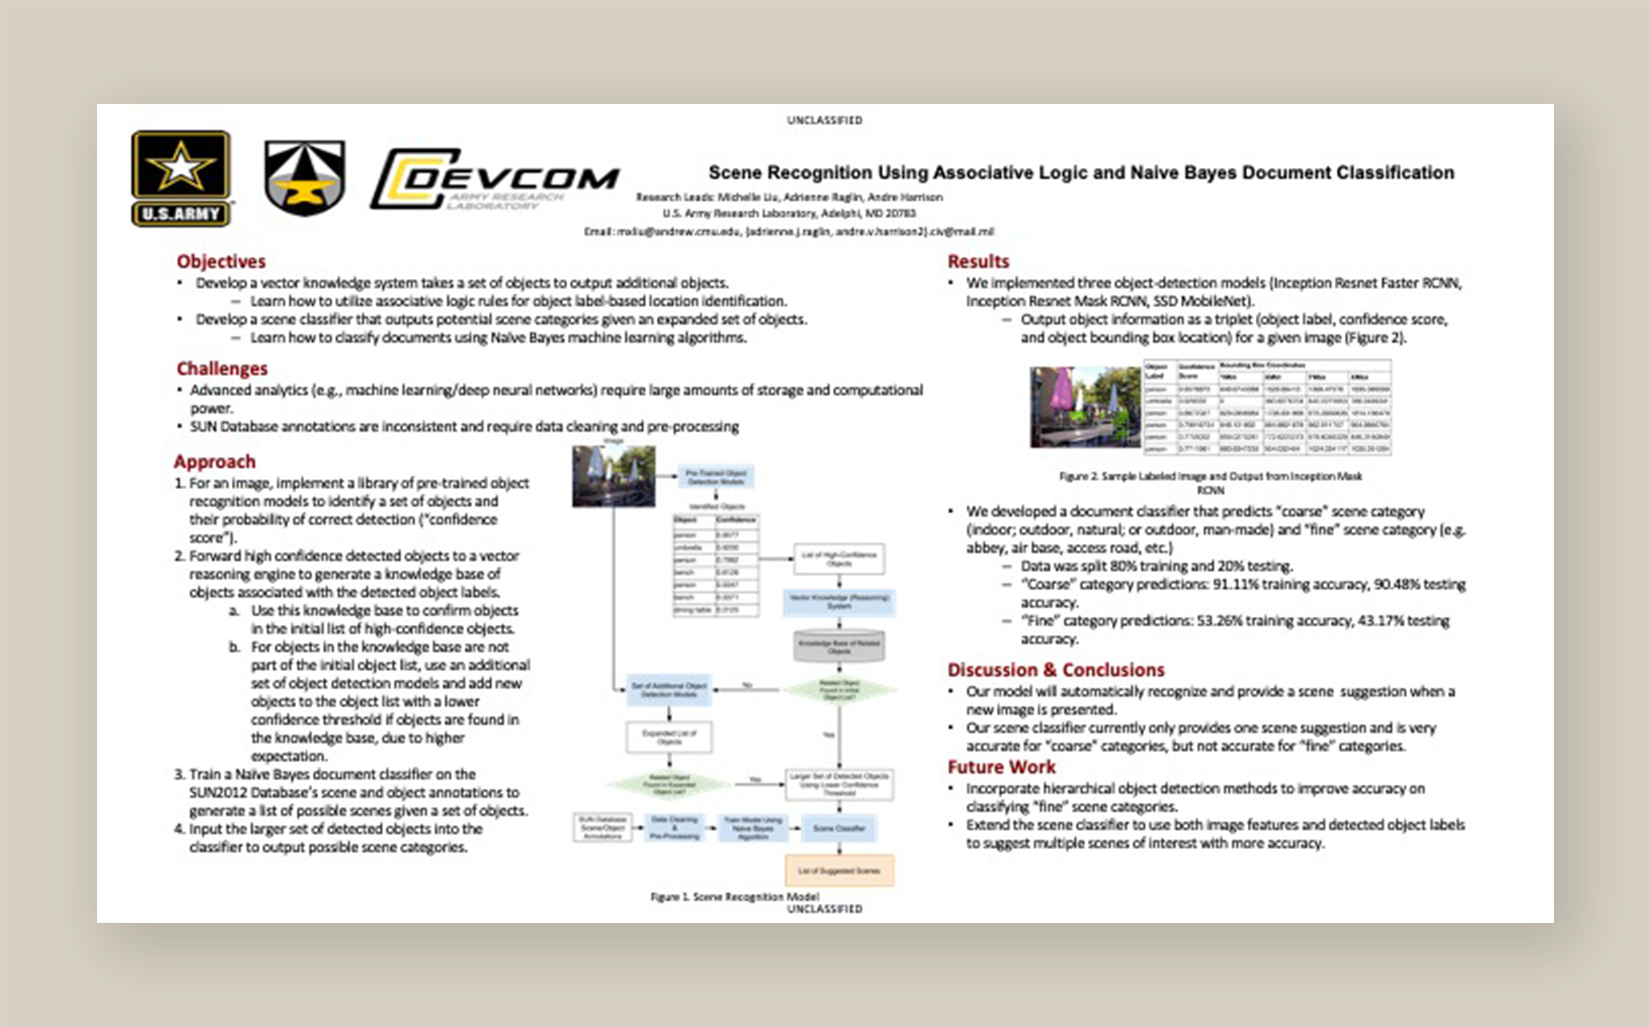 UNCLASSIFIED
U.S.ARMY
DEVCOM
ARMY RESEARCH
LABORATORY
Scene Recognition Using Associative Logic and Naive Bayes Document Classification
Research Leads: Michelle Liu, Adrienne Raglin, Andre Harrison
U.S. Army Research Laboratory, Adelphi, MD 20783
Email: mxliu@andrew.cmu.edu, {adrienne.j.raglin, andre.v.harrison2}.civ@mail.mil
Objectives
• Develop a vector knowledge system takes a set of objects to output additional objects.
– Learn how to utilize associative logic rules for object label-based location identification.
• Develop a scene classifier that outputs potential scene categories given an expanded set of objects.
– Learn how to classify documents using Naïve Bayes machine learning algorithms.
Challenges
• Advanced analytics (e.g., machine learning/deep neural networks) require large amounts of storage and computational
power.
• SUN Database annotations are inconsistent and require data cleaning and pre-processing
Approach
1. For an image, implement a library of pre-trained object
recognition models to identify a set of objects and
their probability of correct detection ("confidence
score").
2. Forward high confidence detected objects to a vector
reasoning engine to generate a knowledge base of
objects associated with the detected object labels.
a. Use this knowledge base to confirm objects
in the initial list of high-confidence objects.
b. For objects in the knowledge base are not
part of the initial object list, use an additional
set of object detection models and add new
objects to the object list with a lower
confidence threshold if objects are found in
the knowledge base, due to higher
expectation.
3. Train a Naïve Bayes document classifier on the
SUN2012 Database's scene and object annotations to
generate a list of possible scenes given a set of objects.
4. Input the larger set of detected objects into the
classifier to output possible scene categories.
Image
Pre-Trained Object
Detection Models
Identified Objects
Object Confidence
person
umbrella
person
bench
person
bench
dining table
List of High-Confidence
Objects
Vector Knowledge (Reasoning)
System
Knowledge Base of Related
Objects
Related Object
Found in Initial
Object List?
No
Set of Additional Object
Detection Models
Yes
Expanded List of
Objects
Related Object
Found in Expanded
Object List?
Yes
Larger Set of Detected Objects
Using Lower Confidence
Threshold
SUN Database
Scene/Object
Annotations
Data Cleaning
&
Pre-Processing
Train Model Using
Naive Bayes
Algorithm
Scene Classifier
List of Suggested Scenes
Figure 1. Scene Recognition Model
Results
• We implemented three object-detection models (Inception Resnet Faster RCNN,
Inception Resnet Mask RCNN, SSD MobileNet).
– Output object information as a triplet (object label, confidence score,
and object bounding box location) for a given image (Figure 2).
Object
Label
Confidence
Score
Bounding Box Coordinates
person
umbrella
person
person
person
person
Figure 2. Sample Labeled Image and Output from Inception Mask
RCNN
• We developed a document classifier that predicts "coarse" scene category
(indoor; outdoor, natural; or outdoor, man-made) and "fine" scene category (e.g.
abbey, air base, access road, etc.)
– Data was split 80% training and 20% testing.
– "Coarse" category predictions: 91.11% training accuracy, 90.48% testing
accuracy.
– "Fine" category predictions: 53.26% training accuracy, 43.17% testing
accuracy.
Discussion & Conclusions
• Our model will automatically recognize and provide a scene suggestion when a
new image is presented.
• Our scene classifier currently only provides one scene suggestion and is very
accurate for "coarse" categories, but not accurate for "fine" categories.
Future Work
• Incorporate hierarchical object detection methods to improve accuracy on
classifying "fine" scene categories.
• Extend the scene classifier to use both image features and detected object labels
to suggest multiple scenes of interest with more accuracy.
UNCLASSIFIED